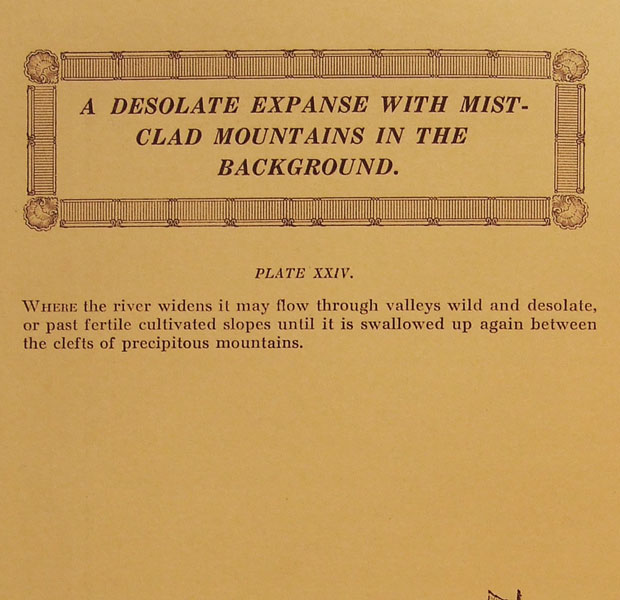 A DESOLATE EXPANSE WITH MIST-
CLAD MOUNTAINS IN THE
BACKGROUND.
PLATE XXIV.
WHERE the river widens it may flow through valleys wild and desolate,
or past fertile cultivated slopes until it is swallowed up again between
the clefts of precipitous mountains.